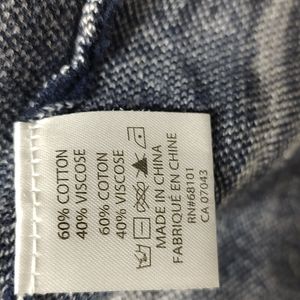 60% COTTON
40% VISCOSE
60% COTON
40% VISCOSE
MADE IN CHINA
FABRIQUÉ EN CHINE
RN#68101
CA 07043